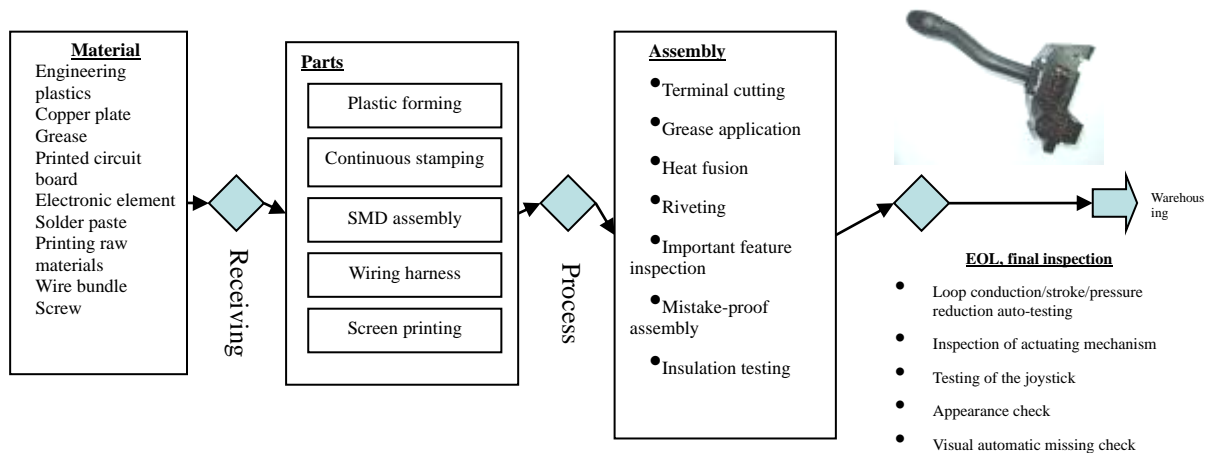 Material
Engineering
plastics
Copper plate
Grease
Printed circuit
board
Electronic element
Solder paste
Printing raw
materials
Wire bundle
Screw
Receiving
Parts
Plastic forming
Continuous stamping
SMD assembly
Wiring harness
Screen printing
Process
Assembly
•Terminal cutting
•Grease application
•Heat fusion
•Riveting
•Important feature
inspection
•Mistake-proof
assembly
•Insulation testing
Warehous
ing
EOL, final inspection
• Loop conduction/stroke/pressure
reduction auto-testing
• Inspection of actuating mechanism
• Testing of the joystick
• Appearance check
• Visual automatic missing check